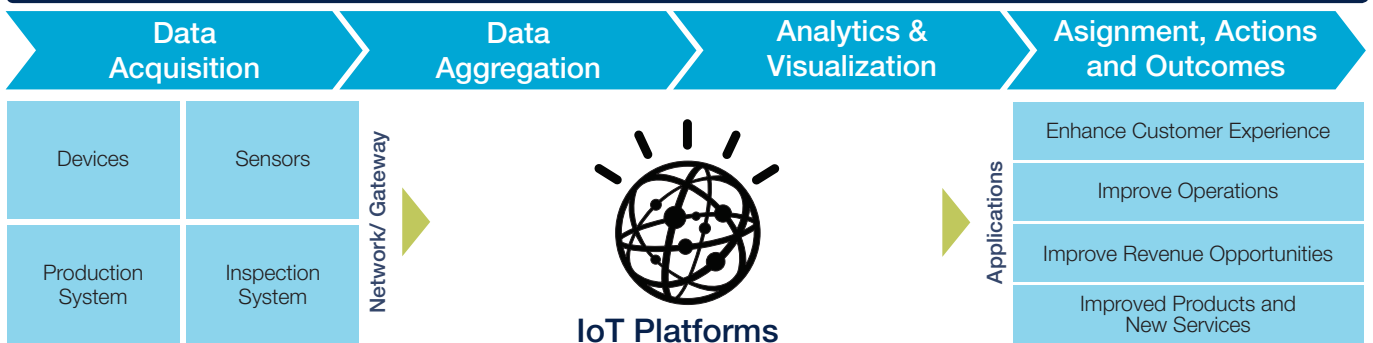 Data
Acquisition
Data
Aggregation
Analytics &
Visualization
Asignment, Actions
and Outcomes
Devices
Sensors
Production
System
Inspection
System
Network/ Gateway
IoT Platforms
Applications
Enhance Customer Experience
Improve Operations
Improve Revenue Opportunities
Improved Products and
New Services